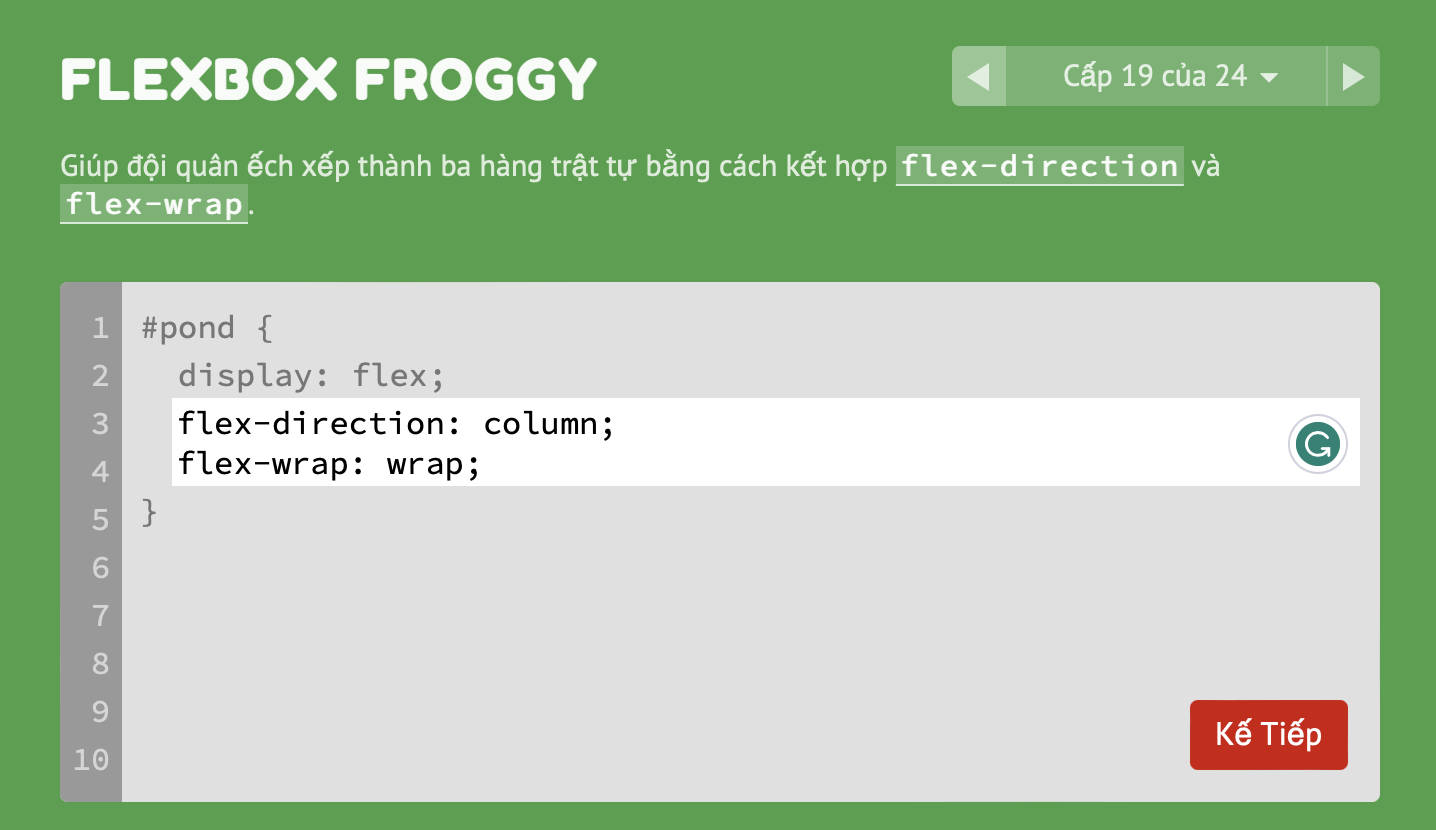 FLEXBOX FROGGY
Cấp 19 của 24
Giúp đội quân ếch xếp thành ba hàng trật tự bằng cách kết hợp flex-direction và
flex-wrap.
1 #pond {
2 display: flex;
3 flex-direction: column;
4 flex-wrap: wrap;
5 }
6
7
8
9
10
Kế Tiếp